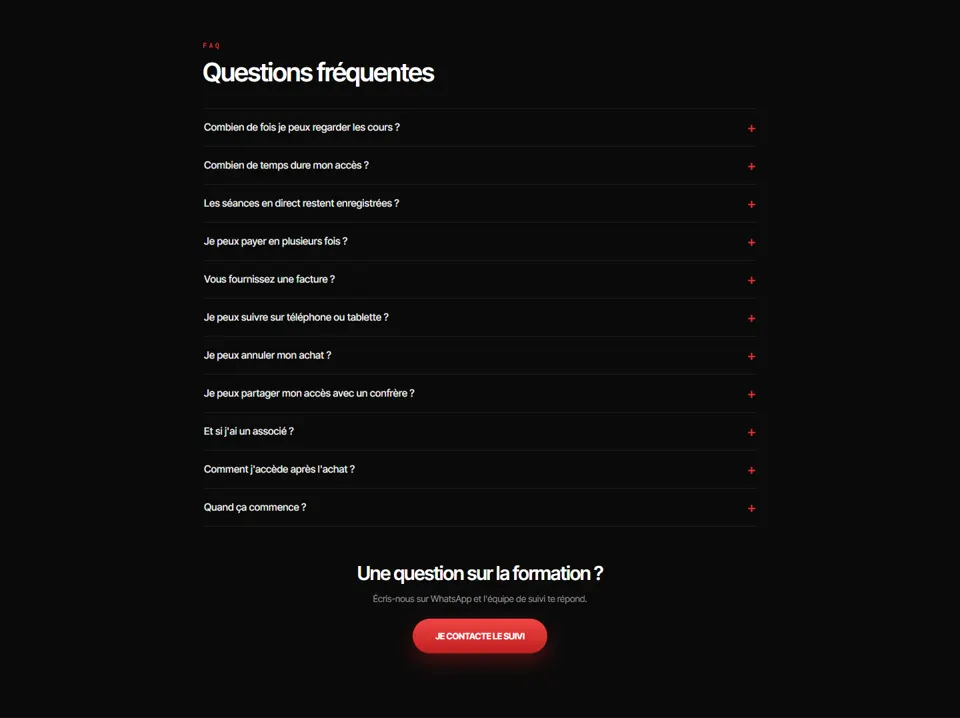 FAQ
Questions fréquentes
Combien de fois je peux regarder les cours ?
+
Combien de temps dure mon accès ?
+
Les séances en direct restent enregistrées ?
+
Je peux payer en plusieurs fois ?
+
Vous fournissez une facture ?
+
Je peux suivre sur téléphone ou tablette ?
+
Je peux annuler mon achat ?
+
Je peux partager mon accès avec un confrère ?
+
Et si j'ai un associé ?
+
Comment j'accède après l'achat ?
+
Quand ça commence ?
+
Une question sur la formation ?
Écris-nous sur WhatsApp et l'équipe de suivi te répond.
JE CONTACTE LE SUIVI